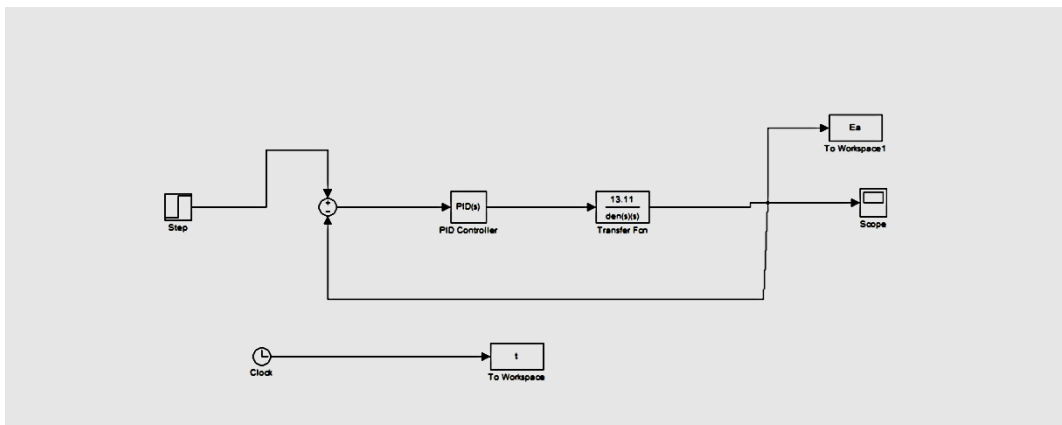 Ea
To Workspace1
Step
+
−
PID(s)
PID Controller
13.11
den(s)(s)
Transfer Fcn
Scope
Clock
t
To Workspace